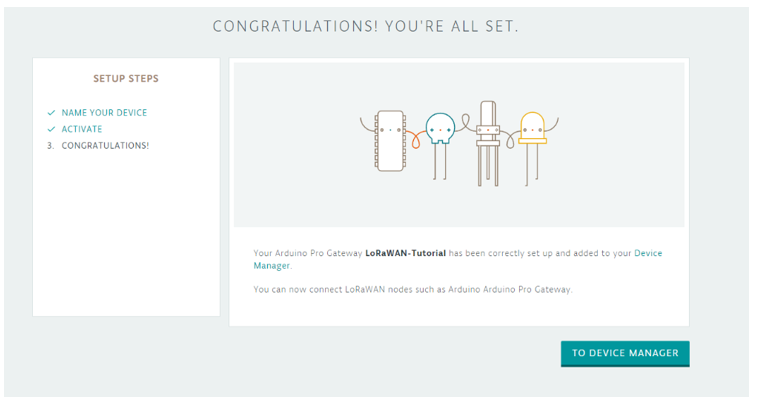 CONGRATULATIONS! YOU'RE ALL SET.
SETUP STEPS
✓ NAME YOUR DEVICE
✓ ACTIVATE
3. CONGRATULATIONS!
Your Arduino Pro Gateway LoRaWAN-Tutorial has been correctly set up and added to your Device
Manager.
You can now connect LoRaWAN nodes such as Arduino Arduino Pro Gateway.
TO DEVICE MANAGER